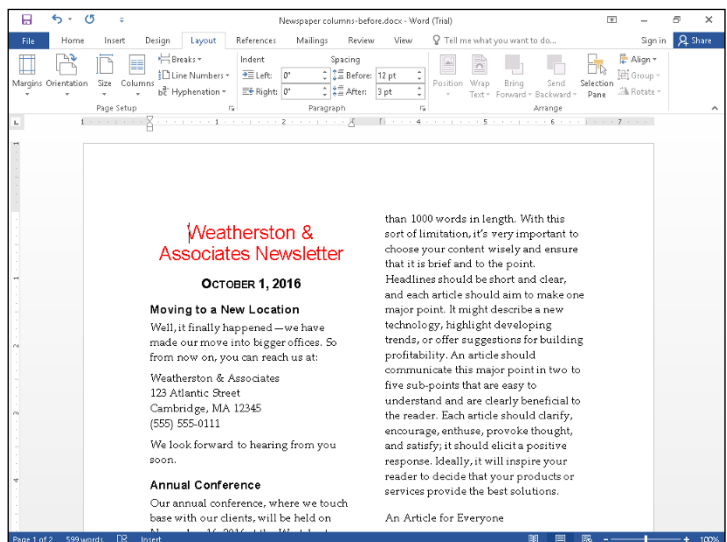 Newspaper columns-before.docx - Word (Trial)
File Home Insert Design Layout References Mailings Review View Tell me what you want to do... Sign in Share
Margins Orientation Size Columns
Breaks
Line Numbers
Hyphenation
Page Setup
Indent Spacing
Left: 0" Before: 12 pt
Right: 0" After: 3 pt
Paragraph
Position Wrap Text Bring Forward Send Backward Selection Pane
Align
Group
Rotate
Arrange
1 1 2 4 5 6 7
Weatherston &
Associates Newsletter
OCTOBER 1, 2016
Moving to a New Location
Well, it finally happened—we have
made our move into bigger offices. So
from now on, you can reach us at:
Weatherston & Associates
123 Atlantic Street
Cambridge, MA 12345
(555) 555-0111
We look forward to hearing from you
soon.
Annual Conference
Our annual conference, where we touch
base with our clients, will be held on
than 1000 words in length. With this
sort of limitation, it's very important to
choose your content wisely and ensure
that it is brief and to the point.
Headlines should be short and clear,
and each article should aim to make one
major point. It might describe a new
technology, highlight developing
trends, or offer suggestions for building
profitability. An article should
communicate this major point in two to
five sub-points that are easy to
understand and are clearly beneficial to
the reader. Each article should clarify,
encourage, enthuse, provoke thought,
and satisfy; it should elicit a positive
response. Ideally, it will inspire your
reader to decide that your products or
services provide the best solutions.
An Article for Everyone
Page 1 of 2 599 words Insert 100%